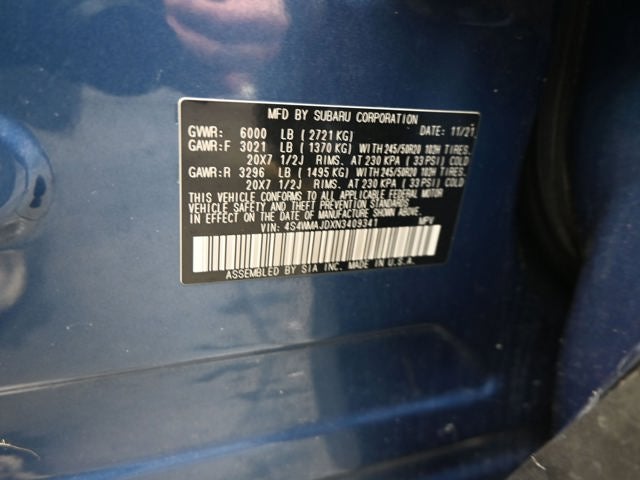 MFD BY SUBARU CORPORATION
GVWR: 6000 LB ( 2721 KG) DATE: 11/21
GAWR:F 3021 LB ( 1370 KG) WITH 245/50R20 102H TIRES.
20X7 1/2J RIMS. AT 230 KPA ( 33 PSI) COLD
GAWR:R 3296 LB ( 1495 KG) WITH 245/50R20 102H TIRES.
20X7 1/2J RIMS. AT 230 KPA ( 33 PSI) COLD
THIS VEHICLE CONFORMS TO ALL APPLICABLE FEDERAL MOTOR
VEHICLE SAFETY AND THEFT PREVENTION STANDARDS
IN EFFECT ON THE DATE OF MANUFACTURE SHOWN ABOVE.
VIN: 4S4WMAJDXN3409341 MPV
ASSEMBLED BY SIA INC. MADE IN U.S.A.